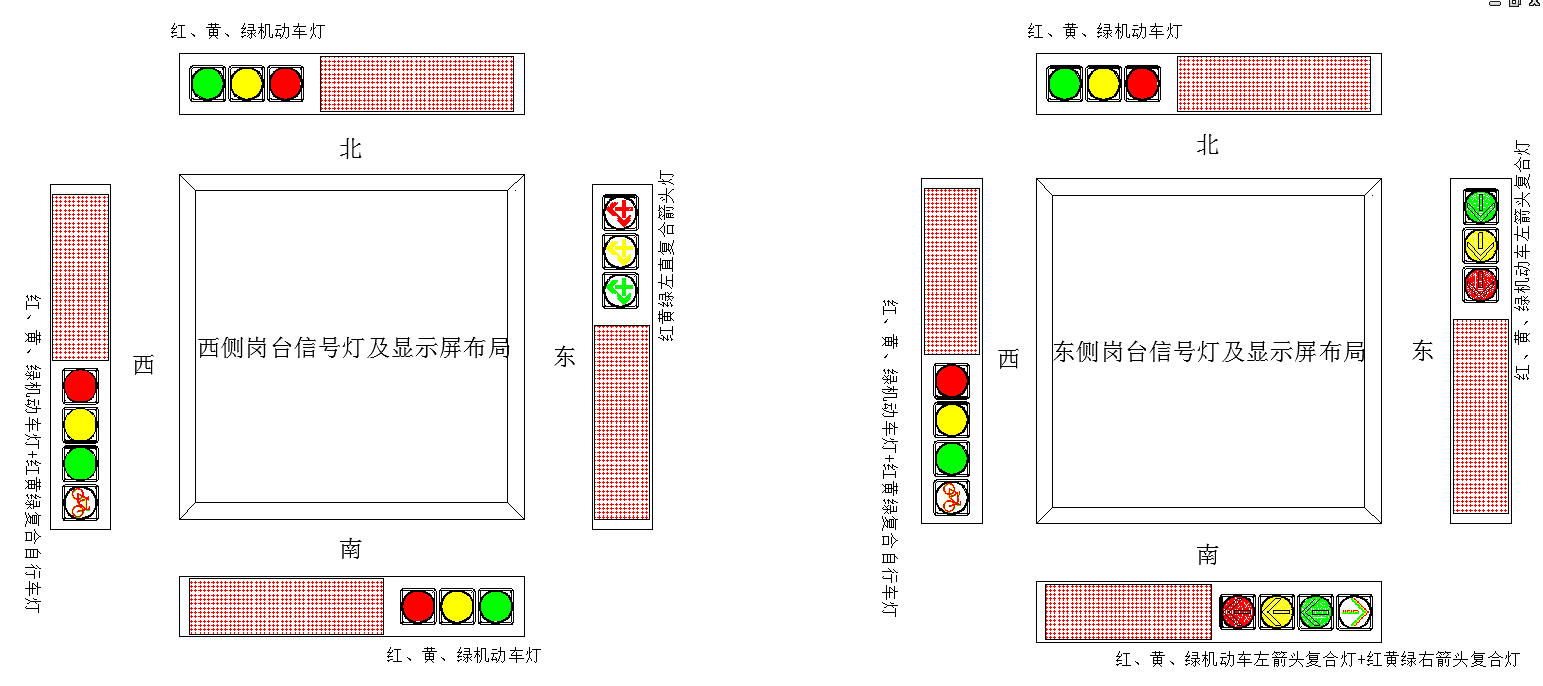 红、黄、绿机动车灯
北
西
红、黄、绿机动车灯+红黄绿复合自行车灯
西侧岗台信号灯及显示屏布局
东
红黄绿左直复合箭头灯
南
红、黄、绿机动车灯
红、黄、绿机动车灯
北
西
红、黄、绿机动车灯+红黄绿复合自行车灯
东侧岗台信号灯及显示屏布局
东
红、黄、绿机动车左箭头复合灯
南
红、黄、绿机动车左箭头复合灯+红黄绿右箭头复合灯